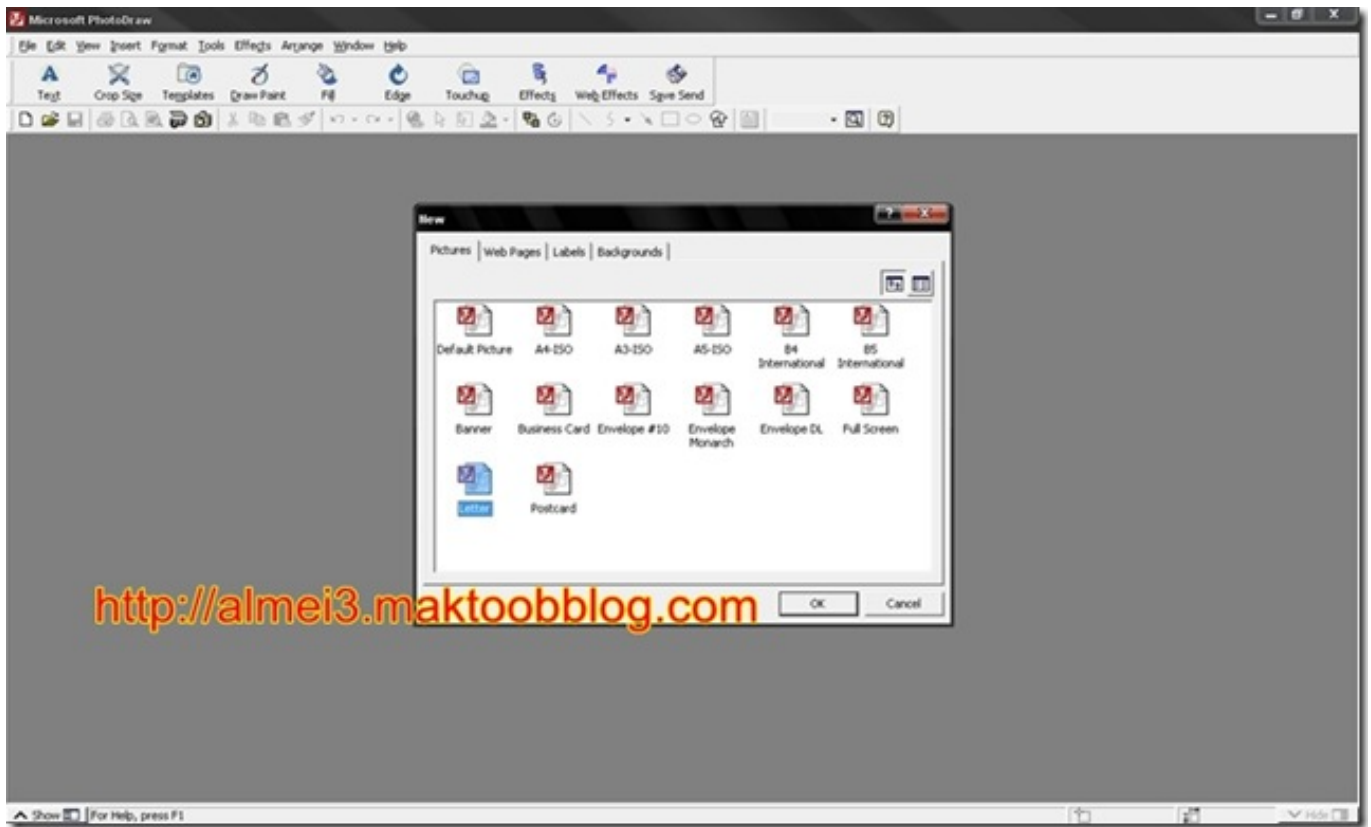 Microsoft PhotoDraw
File Edit View Insert Format Tools Effects Arrange Window Help
Text Crop Size Templates Draw Paint Fill Edge Touchup Effects Web Effects Save Send
New
Pictures Web Pages Labels Backgrounds
Default Picture A4-ISO A3-ISO A5-ISO B4 International B5 International
Banner Business Card Envelope #10 Envelope Monarch Envelope DL Full Screen
Letter Postcard
http://almei3.maktoobblog.com
OK Cancel
Show For Help, press F1 Hide